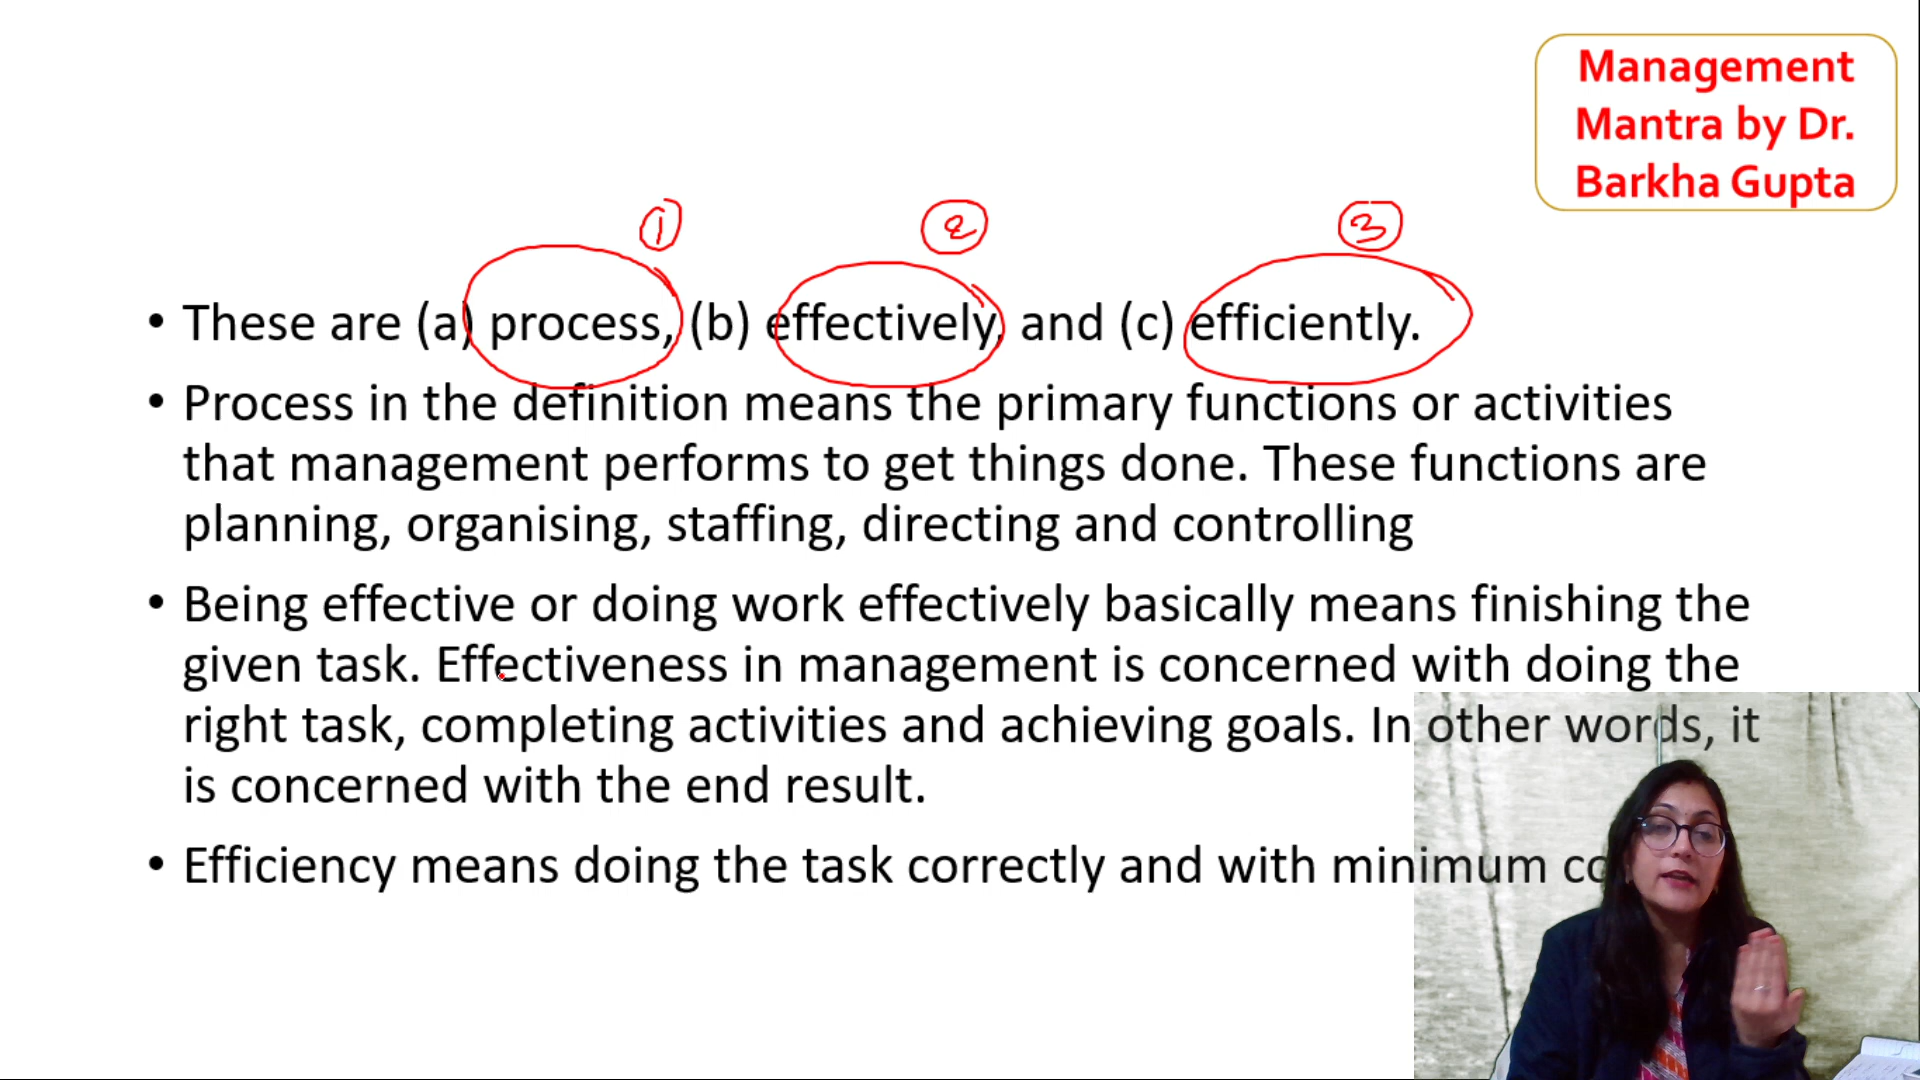 Management
Mantra by Dr.
Barkha Gupta
1 2 3
• These are (a) process, (b) effectively, and (c) efficiently.
• Process in the definition means the primary functions or activities
that management performs to get things done. These functions are
planning, organising, staffing, directing and controlling
• Being effective or doing work effectively basically means finishing the
given task. Effectiveness in management is concerned with doing the
right task, completing activities and achieving goals. In other words, it
is concerned with the end result.
• Efficiency means doing the task correctly and with minimum